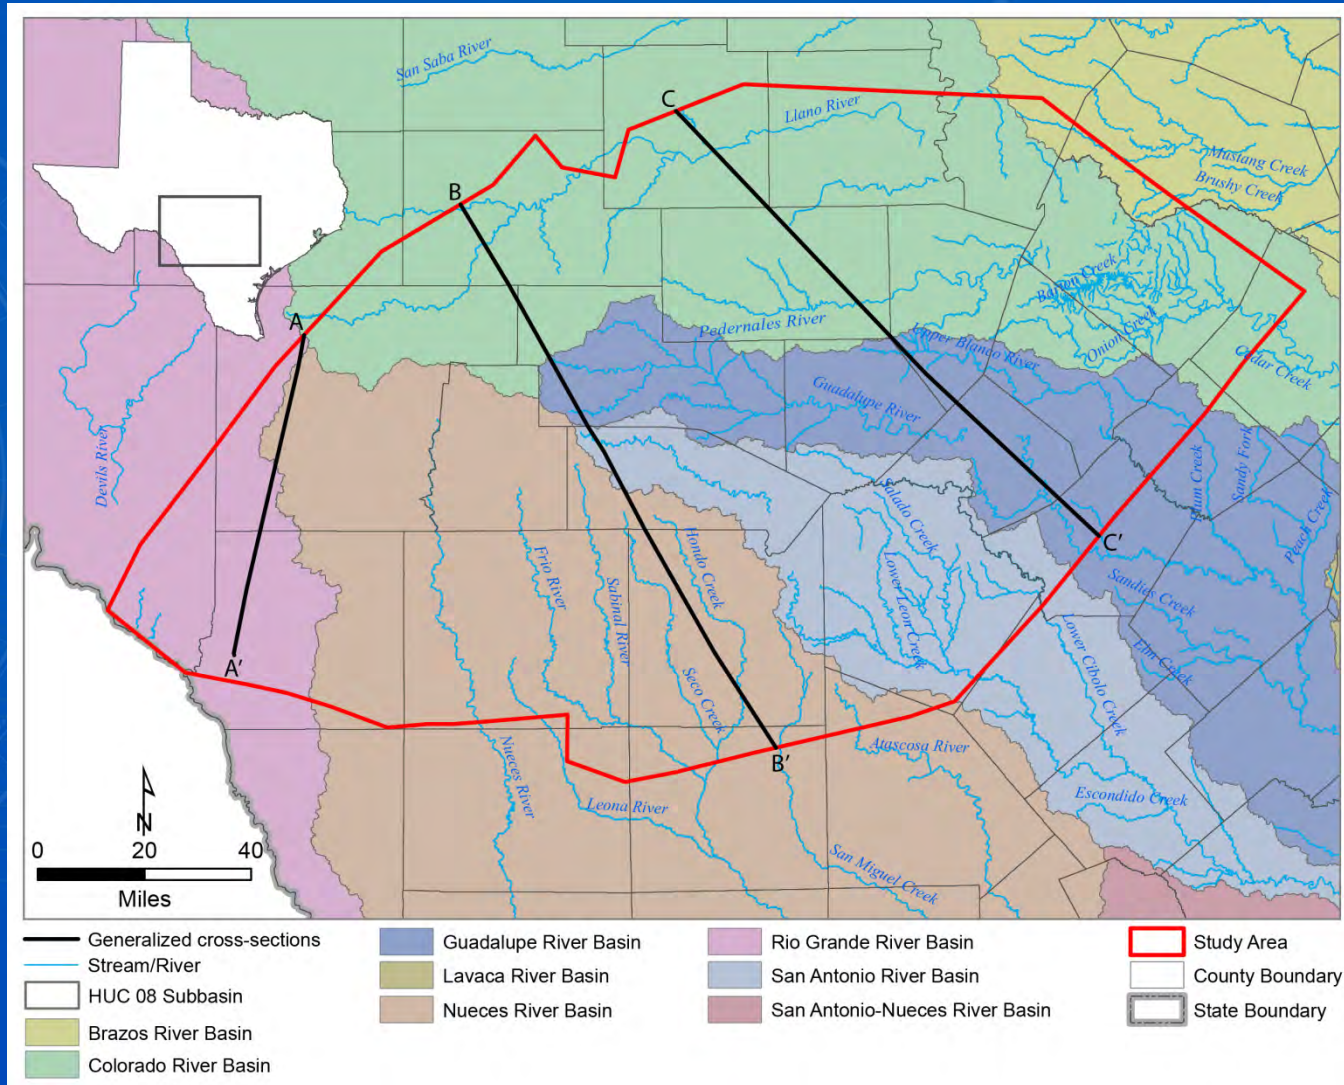 San Saba River
C
Llano River
Mustang Creek
Brushy Creek
B
Barton Creek
A
Pedernales River
Upper Blanco River
Onion Creek
Cedar Creek
Guadalupe River
Devils River
Plum Creek
Sandy Fork
Peach Creek
Salado Creek
Hondo Creek
C'
Frio River
Sabinal River
Lower Leon Creek
Sandies Creek
Lower Cibolo Creek
Elm Creek
A'
Seco Creek
Nueces River
B'
Atascosa River
Leona River
Escondido Creek
San Miguel Creek
N
0 20 40
Miles
Generalized cross-sections
Stream/River
HUC 08 Subbasin
Brazos River Basin
Colorado River Basin
Guadalupe River Basin
Lavaca River Basin
Nueces River Basin
Rio Grande River Basin
San Antonio River Basin
San Antonio-Nueces River Basin
Study Area
County Boundary
State Boundary